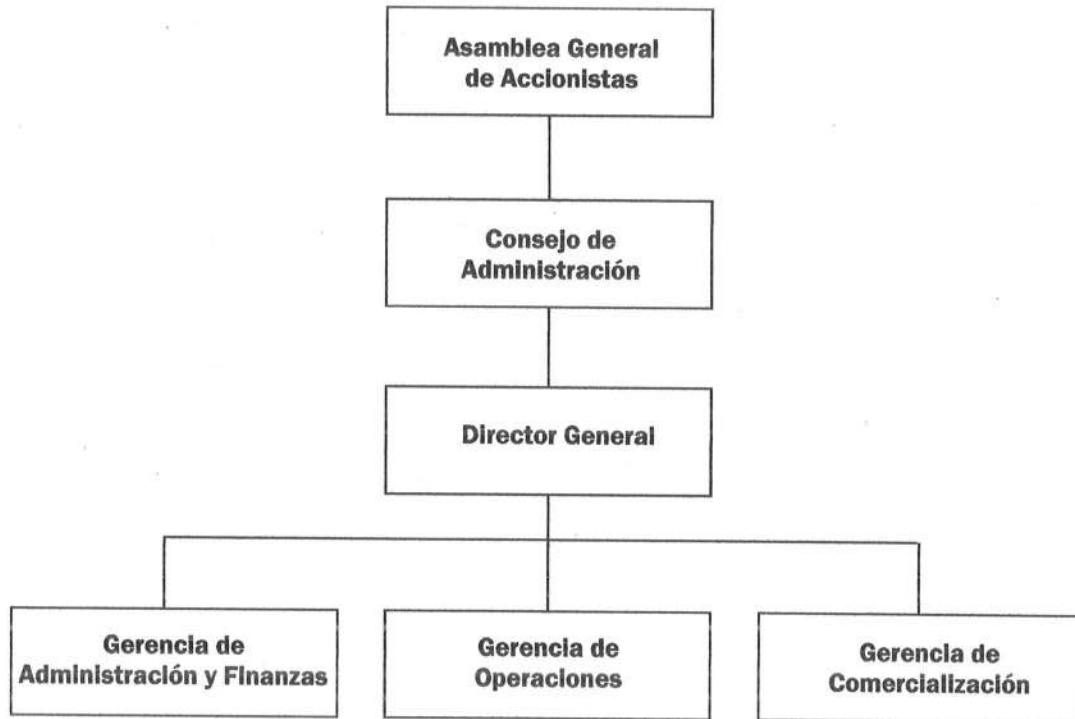 Asamblea General
de Accionistas
Consejo de
Administración
Director General
Gerencia de
Administración y Finanzas
Gerencia de
Operaciones
Gerencia de
Comercialización